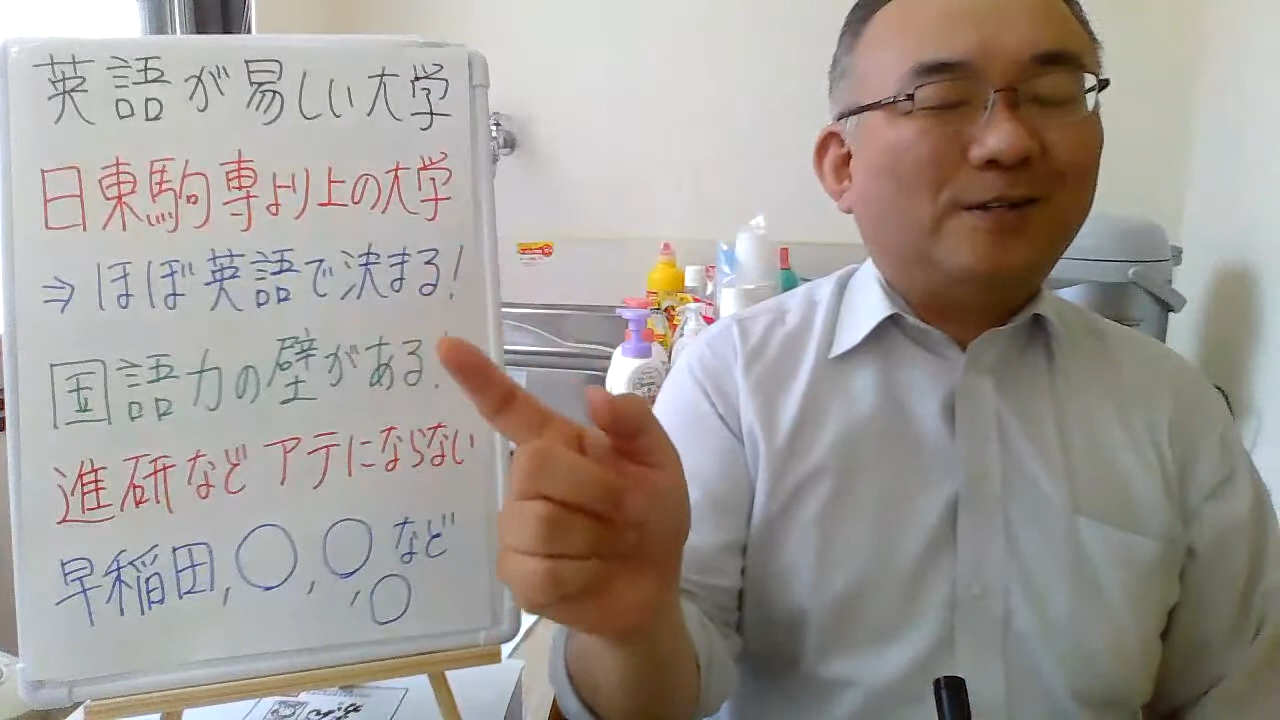 英語が易しい大学
日東駒専より上の大学
⇒ ほぼ英語で決まる!
国語力の壁がある!
進研などアテにならない
早稲田,〇,〇,〇など